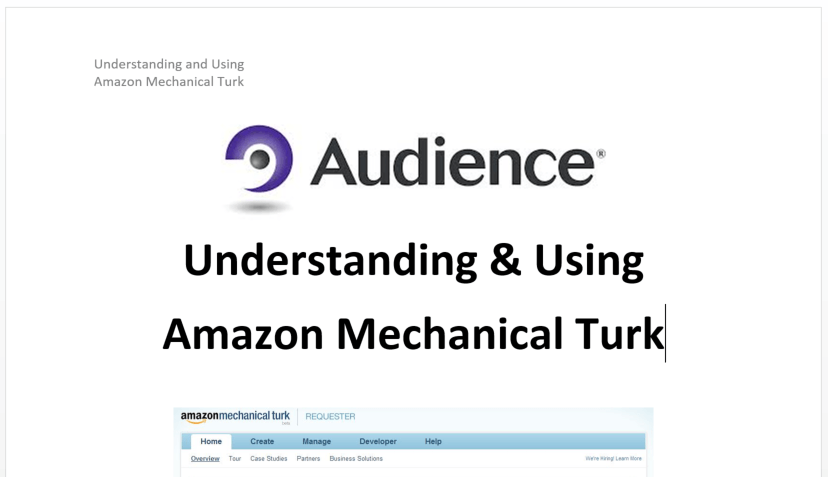 Understanding and Using
Amazon Mechanical Turk
Audience®
Understanding & Using
Amazon Mechanical Turk
amazonmechanical turk REQUESTER
beta
Home Create Manage Developer Help
Overview Tour Case Studies Partners Business Solutions We're Hiring! Learn More